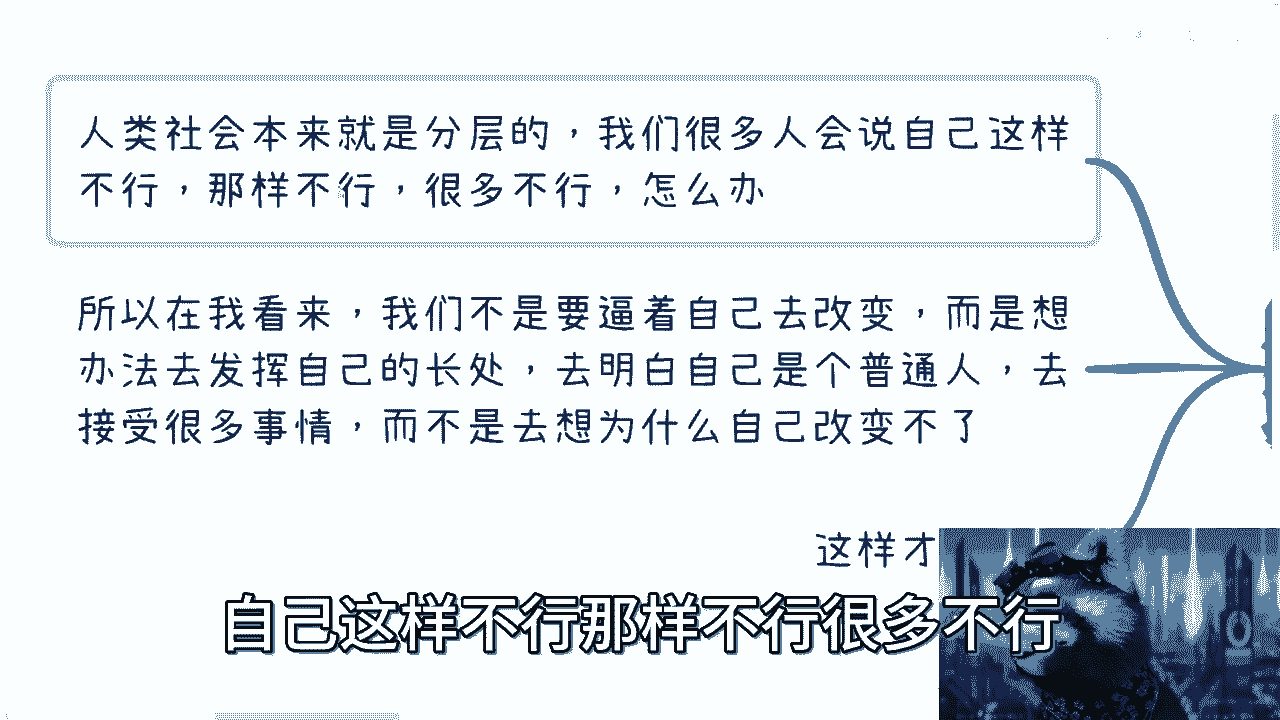 人类社会本来就是分层的，我们很多人会说自己这样
不行，那样不行，很多不行，怎么办
所以在我看来，我们不是要逼着自己去改变，而是想
办法去发挥自己的长处，去明白自己是个普通人，去
接受很多事情，而不是去想为什么自己改变不了
这样才
自己这样不行那样不行很多不行